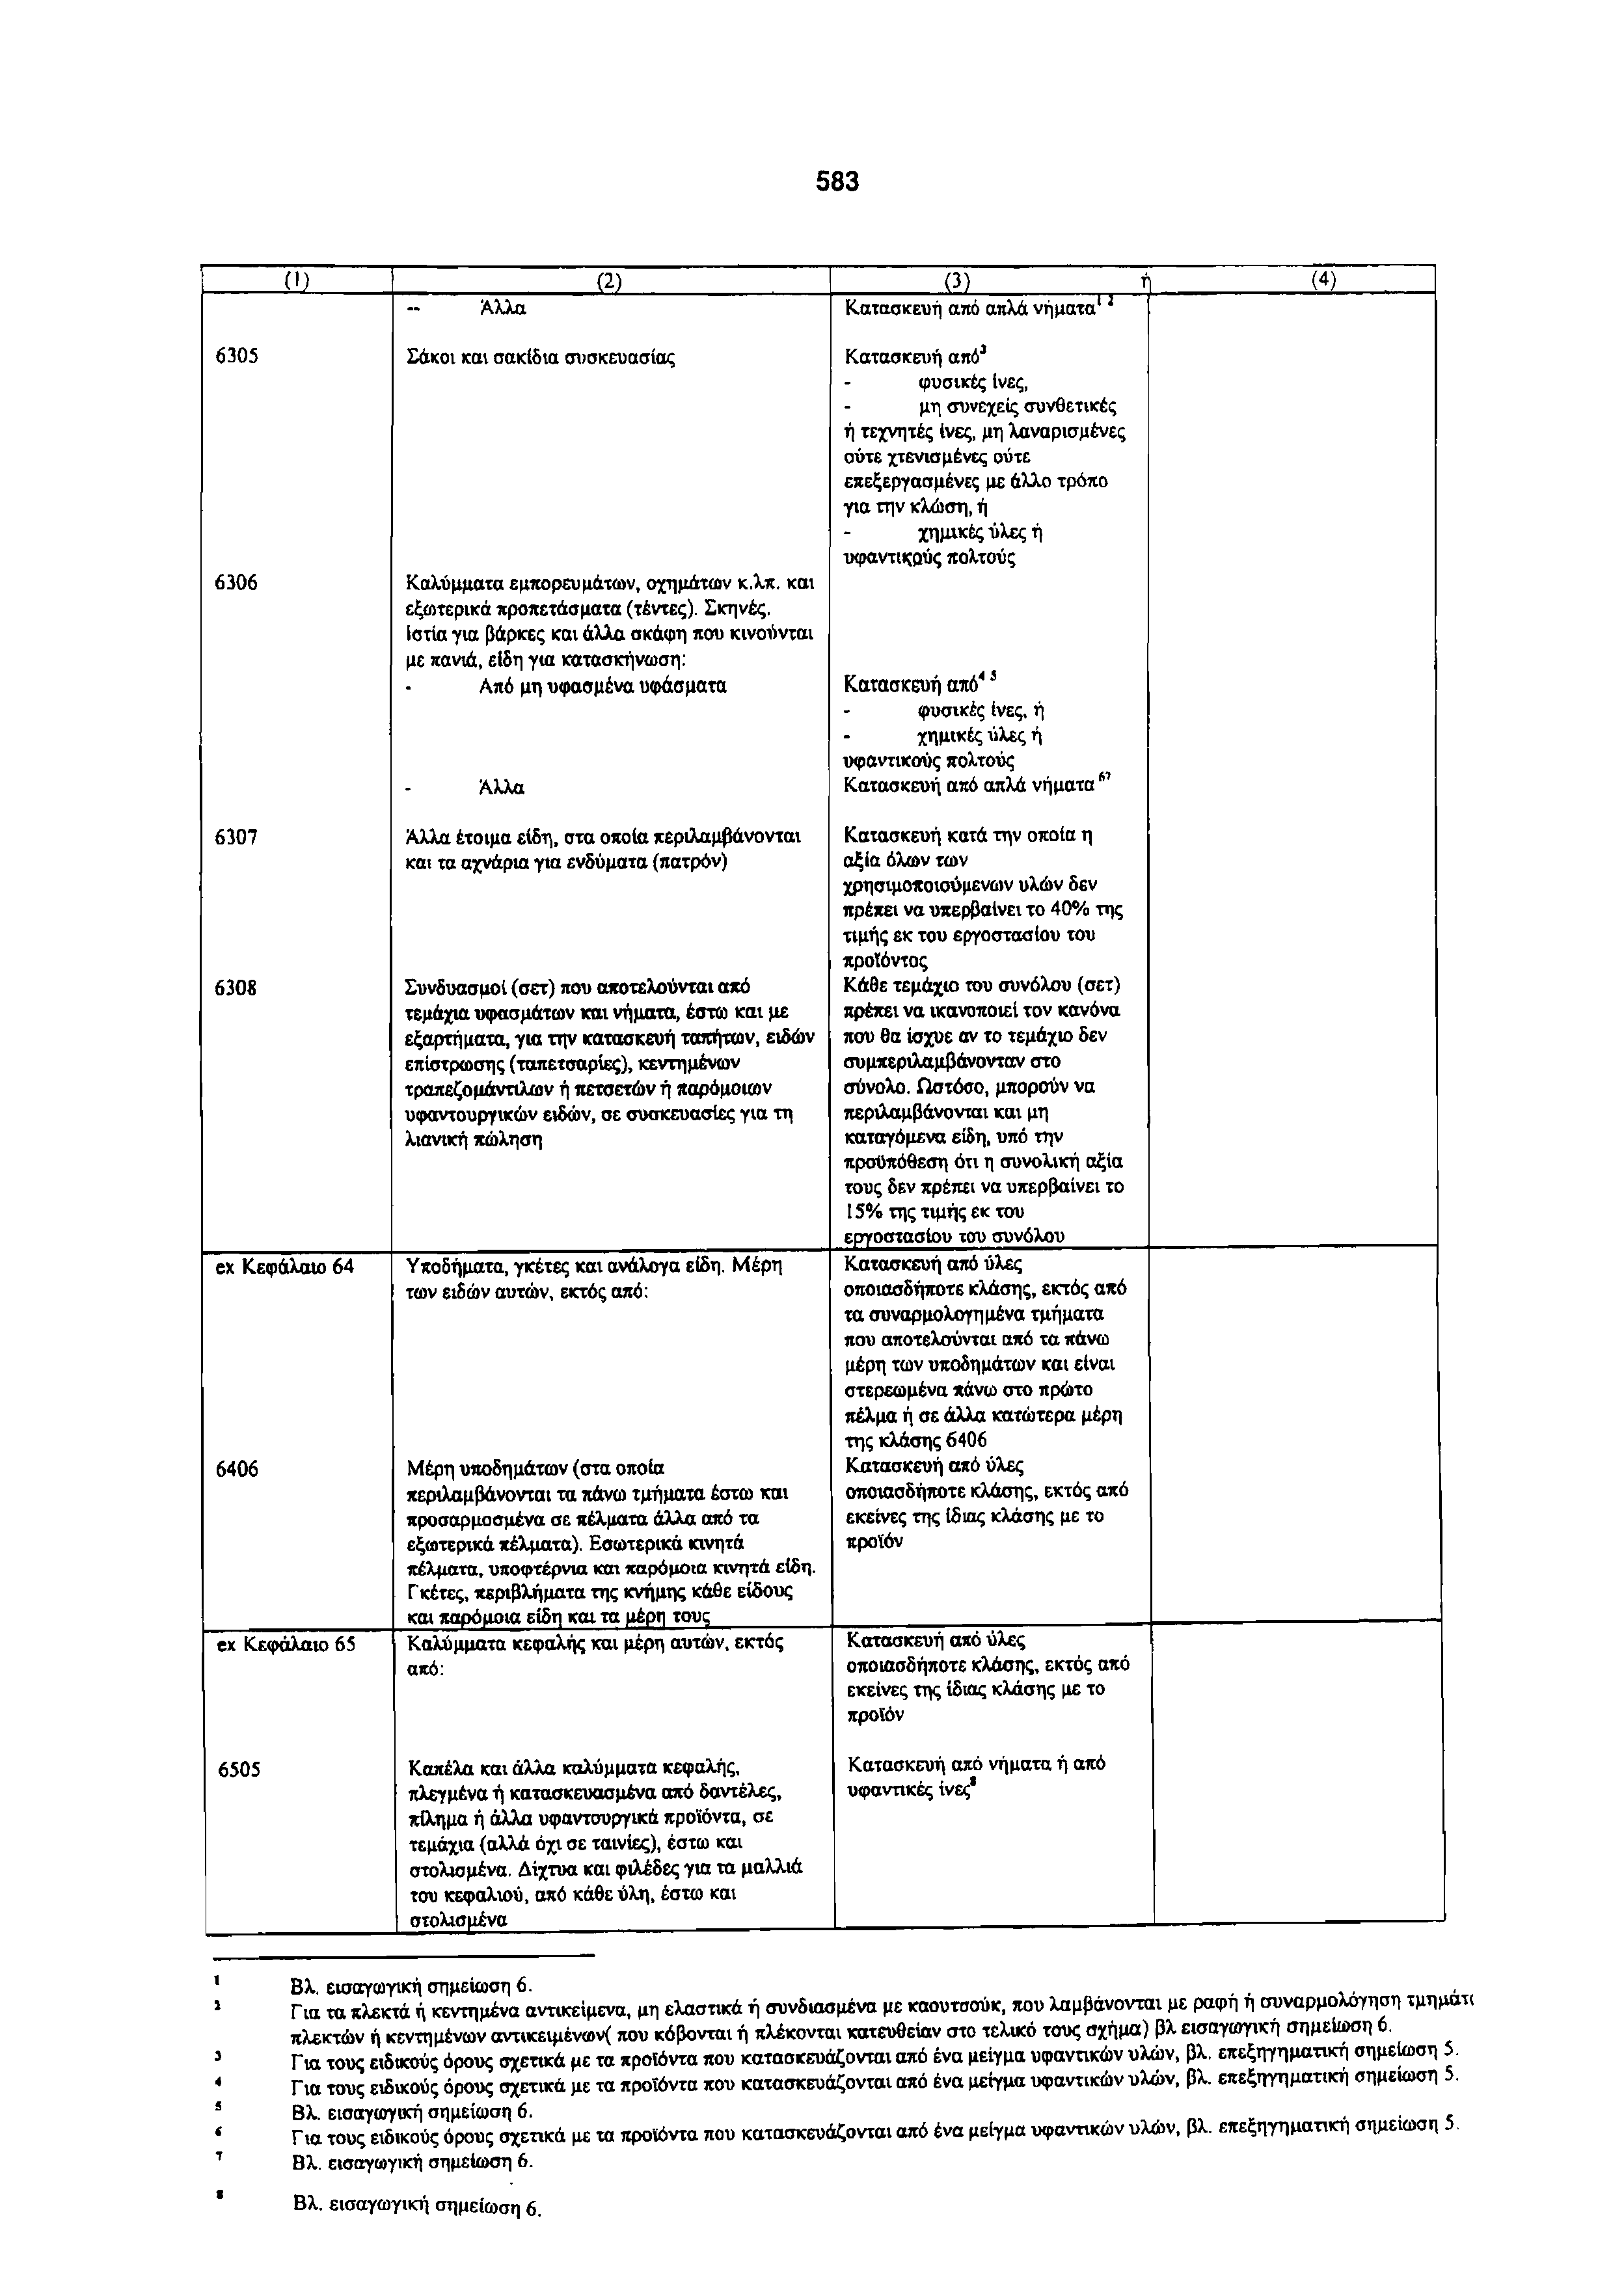 583
(1) (2) (3) ή (4)
-- Άλλα Κατασκευή από απλά νήματα1 2
6305 Σάκοι και σακίδια συσκευασίας Κατασκευή από3
- φυσικές ίνες,
- μη συνεχείς συνθετικές
ή τεχνητές ίνες, μη λαναρισμένες
ούτε χτενισμένες ούτε
επεξεργασμένες με άλλο τρόπο
για την κλώση, ή
- χημικές ύλες ή
υφαντικούς πολτούς
6306 Καλύμματα εμπορευμάτων, οχημάτων κ.λπ. και
εξωτερικά προπετάσματα (τέντες). Σκηνές.
Ιστία για βάρκες και άλλα σκάφη που κινούνται
με πανιά, είδη για κατασκήνωση:
- Από μη υφασμένα υφάσματα Κατασκευή από4 5
- φυσικές ίνες, ή
- χημικές ύλες ή
υφαντικούς πολτούς
- Άλλα Κατασκευή από απλά νήματα67
6307 Άλλα έτοιμα είδη, στα οποία περιλαμβάνονται Κατασκευή κατά την οποία η
και τα αχνάρια για ενδύματα (πατρόν) αξία όλων των
χρησιμοποιούμενων υλών δεν
πρέπει να υπερβαίνει το 40% της
τιμής εκ του εργοστασίου του
προϊόντος
6308 Συνδυασμοί (σετ) που αποτελούνται από Κάθε τεμάχιο του συνόλου (σετ)
τεμάχια υφασμάτων και νήματα, έστω και με πρέπει να ικανοποιεί τον κανόνα
εξαρτήματα, για την κατασκευή ταπήτων, ειδών που θα ίσχυε αν το τεμάχιο δεν
επίστρωσης (ταπετσαρίες), κεντημένων συμπεριλαμβάνονταν στο
τραπεζομάντιλων ή πετσετών ή παρόμοιων σύνολο. Ωστόσο, μπορούν να
υφαντουργικών ειδών, σε συσκευασίες για τη περιλαμβάνονται και μη
λιανική πώληση καταγόμενα είδη, υπό την
προϋπόθεση ότι η συνολική αξία
τους δεν πρέπει να υπερβαίνει το
15% της τιμής εκ του
εργοστασίου του συνόλου
ex Κεφάλαιο 64 Υποδήματα, γκέτες και ανάλογα είδη. Μέρη Κατασκευή από ύλες
των ειδών αυτών, εκτός από: οποιασδήποτε κλάσης, εκτός από
τα συναρμολογημένα τμήματα
που αποτελούνται από τα πάνω
μέρη των υποδημάτων και είναι
στερεωμένα πάνω στο πρώτο
πέλμα ή σε άλλα κατώτερα μέρη
της κλάσης 6406
6406 Μέρη υποδημάτων (στα οποία Κατασκευή από ύλες
περιλαμβάνονται τα πάνω τμήματα έστω και οποιασδήποτε κλάσης, εκτός από
προσαρμοσμένα σε πέλματα άλλα από τα εκείνες της ίδιας κλάσης με το
εξωτερικά πέλματα). Εσωτερικά κινητά προϊόν
πέλματα, υποφτέρνια και παρόμοια κινητά είδη.
Γκέτες, περιβλήματα της κνήμης κάθε είδους
και παρόμοια είδη και τα μέρη τους
ex Κεφάλαιο 65 Καλύμματα κεφαλής και μέρη αυτών, εκτός Κατασκευή από ύλες
από: οποιασδήποτε κλάσης, εκτός από
εκείνες της ίδιας κλάσης με το
προϊόν
6505 Καπέλα και άλλα καλύμματα κεφαλής, Κατασκευή από νήματα ή από
πλεγμένα ή κατασκευασμένα από δαντέλες, υφαντικές ίνες8
πίλημα ή άλλα υφαντουργικά προϊόντα, σε
τεμάχια (αλλά όχι σε ταινίες), έστω και
στολισμένα. Δίχτυα και φιλέδες για τα μαλλιά
του κεφαλιού, από κάθε ύλη, έστω και
στολισμένα
1 Βλ. εισαγωγική σημείωση 6.
2 Για τα πλεκτά ή κεντημένα αντικείμενα, μη ελαστικά ή συνδιασμένα με καουτσούκ, που λαμβάνονται με ραφή ή συναρμολόγηση τμημάτ
πλεκτών ή κεντημένων αντικειμένων( που κόβονται ή πλέκονται κατευθείαν στο τελικό τους σχήμα) βλ εισαγωγική σημείωση 6.
3 Για τους ειδικούς όρους σχετικά με τα προϊόντα που κατασκευάζονται από ένα μείγμα υφαντικών υλών, βλ. επεξηγηματική σημείωση 5.
4 Για τους ειδικούς όρους σχετικά με τα προϊόντα που κατασκευάζονται από ένα μείγμα υφαντικών υλών, βλ. επεξηγηματική σημείωση 5.
5 Βλ. εισαγωγική σημείωση 6.
6 Για τους ειδικούς όρους σχετικά με τα προϊόντα που κατασκευάζονται από ένα μείγμα υφαντικών υλών, βλ. επεξηγηματική σημείωση 5.
7 Βλ. εισαγωγική σημείωση 6.
8 Βλ. εισαγωγική σημείωση 6.